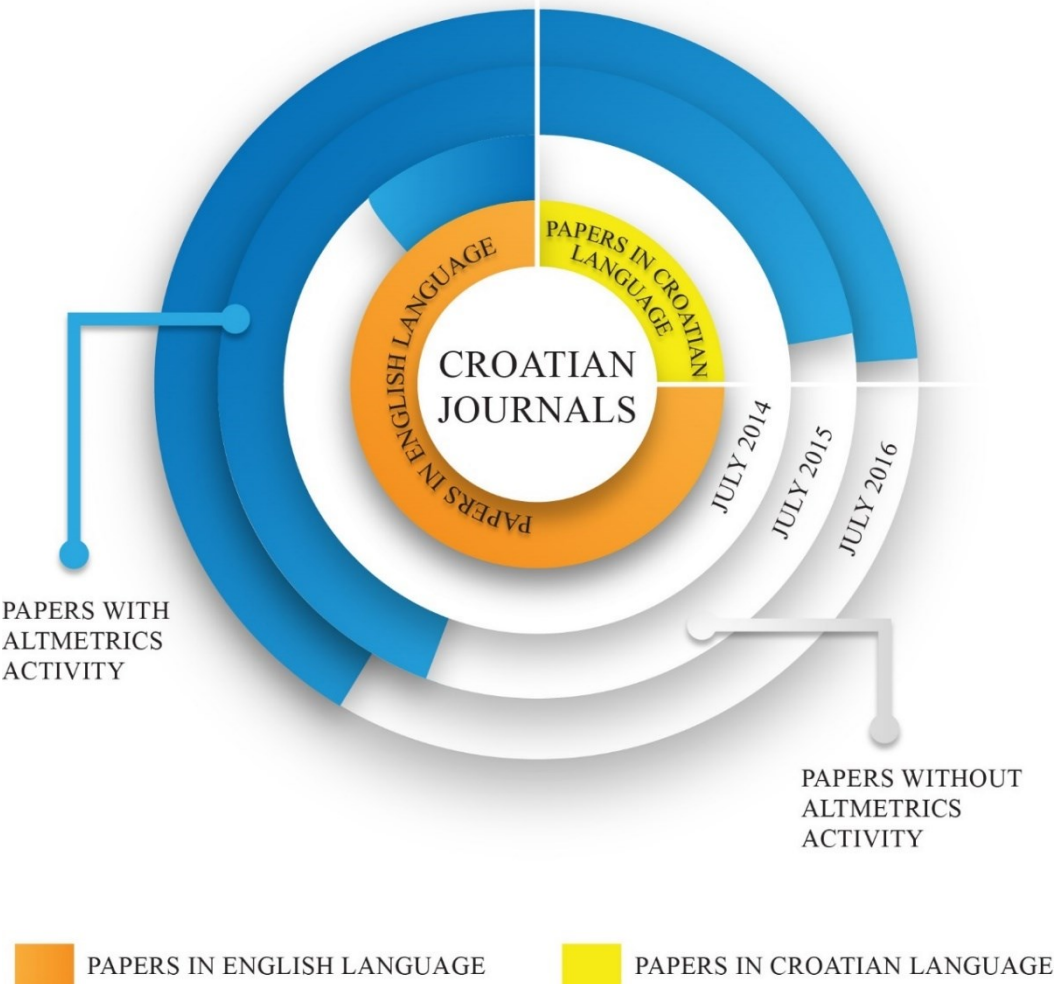 PAPERS IN ENGLISH LANGUAGE
PAPERS IN CROATIAN
LANGUAGE
CROATIAN
JOURNALS
JULY 2014
JULY 2015
JULY 2016
PAPERS WITH
ALTMETRICS
ACTIVITY
PAPERS WITHOUT
ALTMETRICS
ACTIVITY
PAPERS IN ENGLISH LANGUAGE
PAPERS IN CROATIAN LANGUAGE